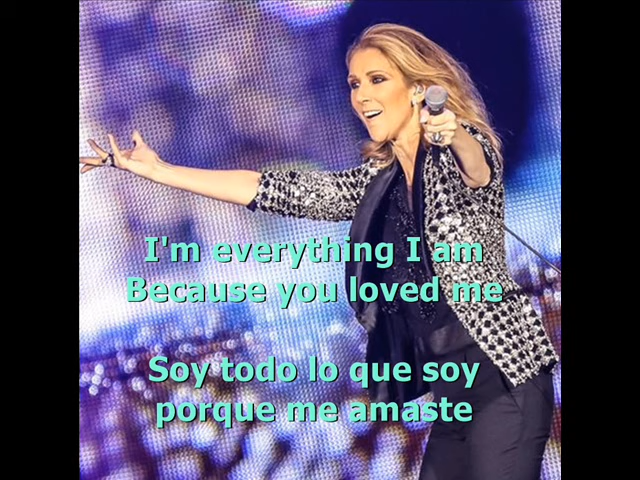 I'm everything I am
Because you loved me
Soy todo lo que soy
porque me amaste